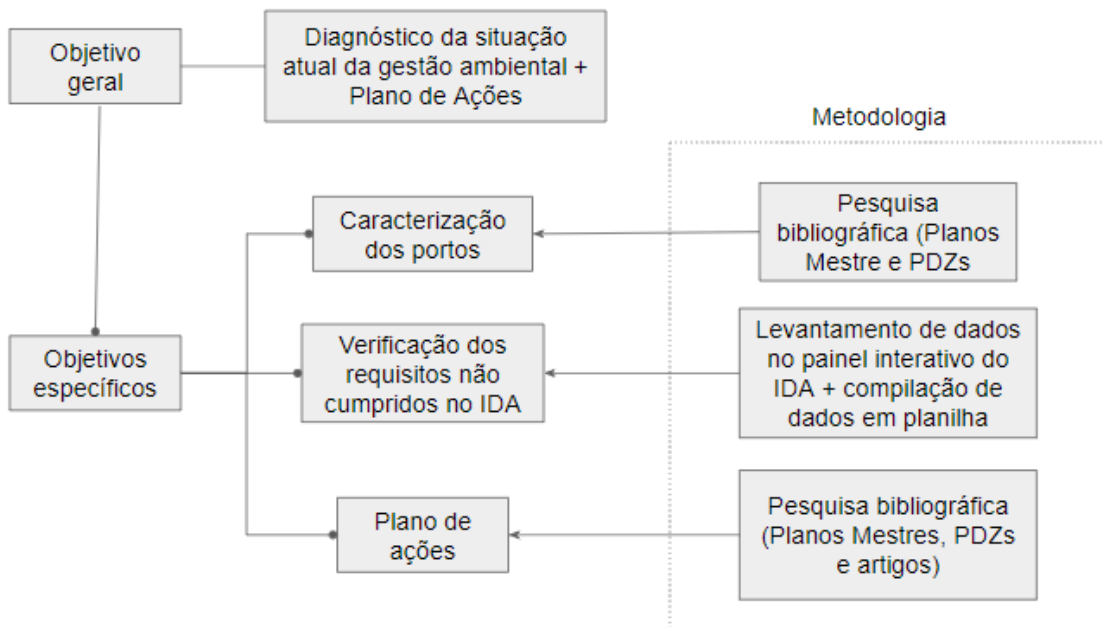 Objetivo
geral
Diagnóstico da situação
atual da gestão ambiental +
Plano de Ações
Metodologia
Caracterização
dos portos
Pesquisa
bibliográfica (Planos
Mestre e PDZs
Objetivos
específicos
Verificação dos
requisitos não
cumpridos no IDA
Levantamento de dados
no painel interativo do
IDA + compilação de
dados em planilha
Plano de
ações
Pesquisa bibliográfica
(Planos Mestres, PDZs
e artigos)